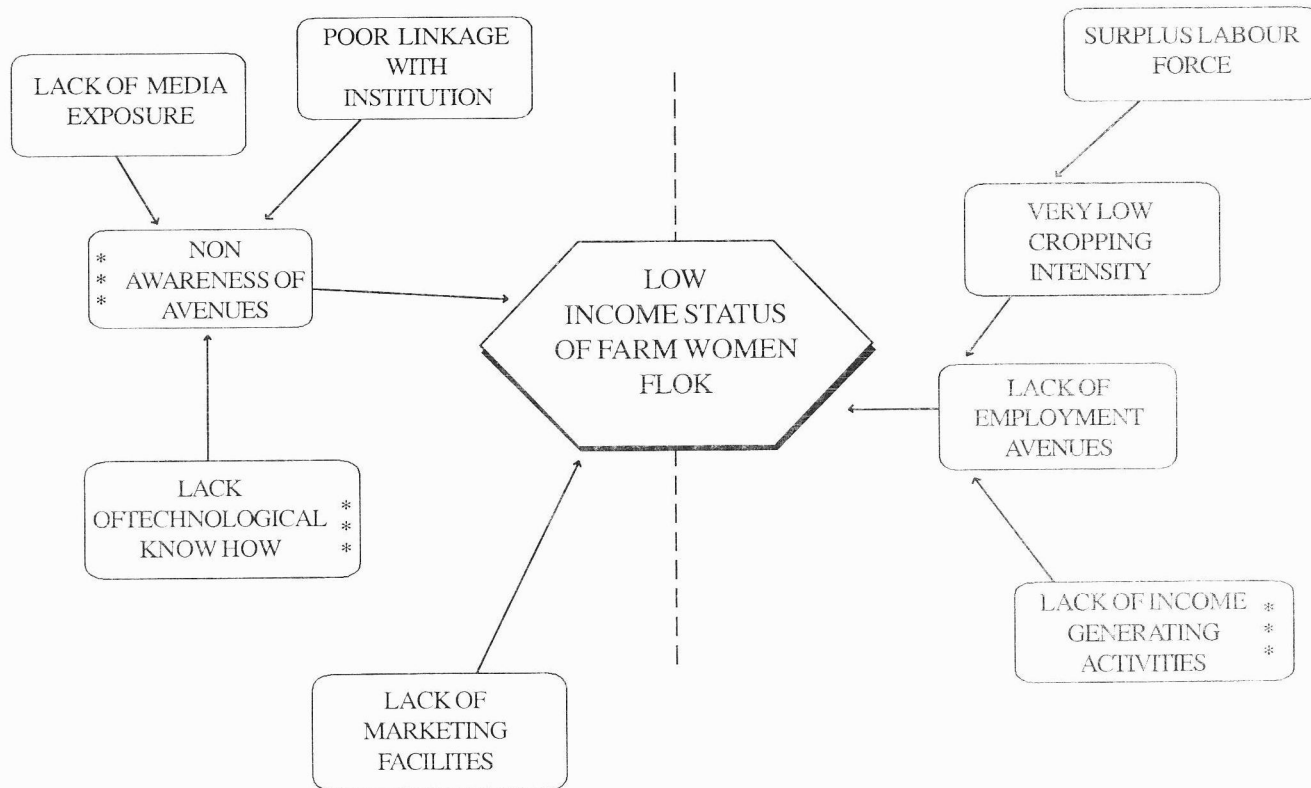 LACK OF MEDIA
EXPOSURE
POOR LINKAGE
WITH
INSTITUTION
SURPLUS LABOUR
FORCE
* NON
* AWARENESS OF
* AVENUES
VERY LOW
CROPPING
INTENSITY
LOW
INCOME STATUS
OF FARM WOMEN
FLOK
LACK OF
EMPLOYMENT
AVENUES
LACK *
OFTECHNOLOGICAL *
KNOW HOW *
LACK OF INCOME *
GENERATING *
ACTIVITIES *
LACK OF
MARKETING
FACILITES